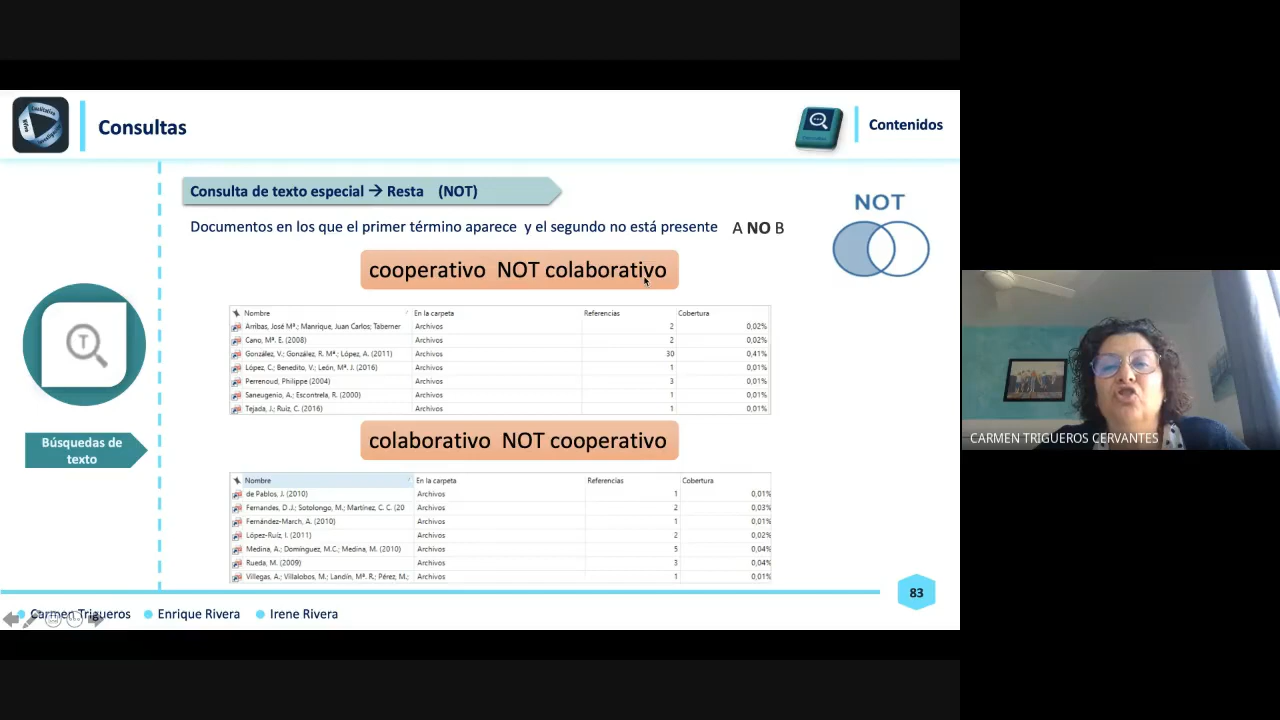 Consultas
Contenidos
Consulta de texto especial → Resta (NOT)
NOT
Documentos en los que el primer término aparece y el segundo no está presente A NO B
cooperativo NOT colaborativo
Nombre En la carpeta Referencias Cobertura
Arribas, José Mª.; Manrique, Juan Carlos; Taberner Archivos 2 0,02%
Cano, Mª. E. (2008) Archivos 2 0,02%
González, V.; González, R. Mª.; López, A. (2011) Archivos 30 0,41%
López, C.; Benedito, V.; León, Mª. J. (2016) Archivos 1 0,01%
Perrenoud, Philippe (2004) Archivos 3 0,01%
Saneugenio, A.; Escontrela, R. (2000) Archivos 1 0,01%
Tejada, J.; Ruiz, C. (2016) Archivos 1 0,01%
Búsquedas de
texto
colaborativo NOT cooperativo
Nombre En la carpeta Referencias Cobertura
de Pablos, J. (2010) Archivos 1 0,01%
Fernandes, D.J.; Sotolongo, M.; Martínez, C. C. (20 Archivos 2 0,03%
Fernández-March, A. (2010) Archivos 1 0,01%
López-Ruíz, I. (2011) Archivos 2 0,02%
Medina, A.; Domínguez, M.C.; Medina, M. (2010) Archivos 5 0,04%
Rueda, M. (2009) Archivos 3 0,04%
Villegas, A.; Villalobos, M.; Landín, Mª. R.; Pérez, M.; Archivos 1 0,01%
83
Carmen Trigueros Enrique Rivera Irene Rivera
CARMEN TRIGUEROS CERVANTES